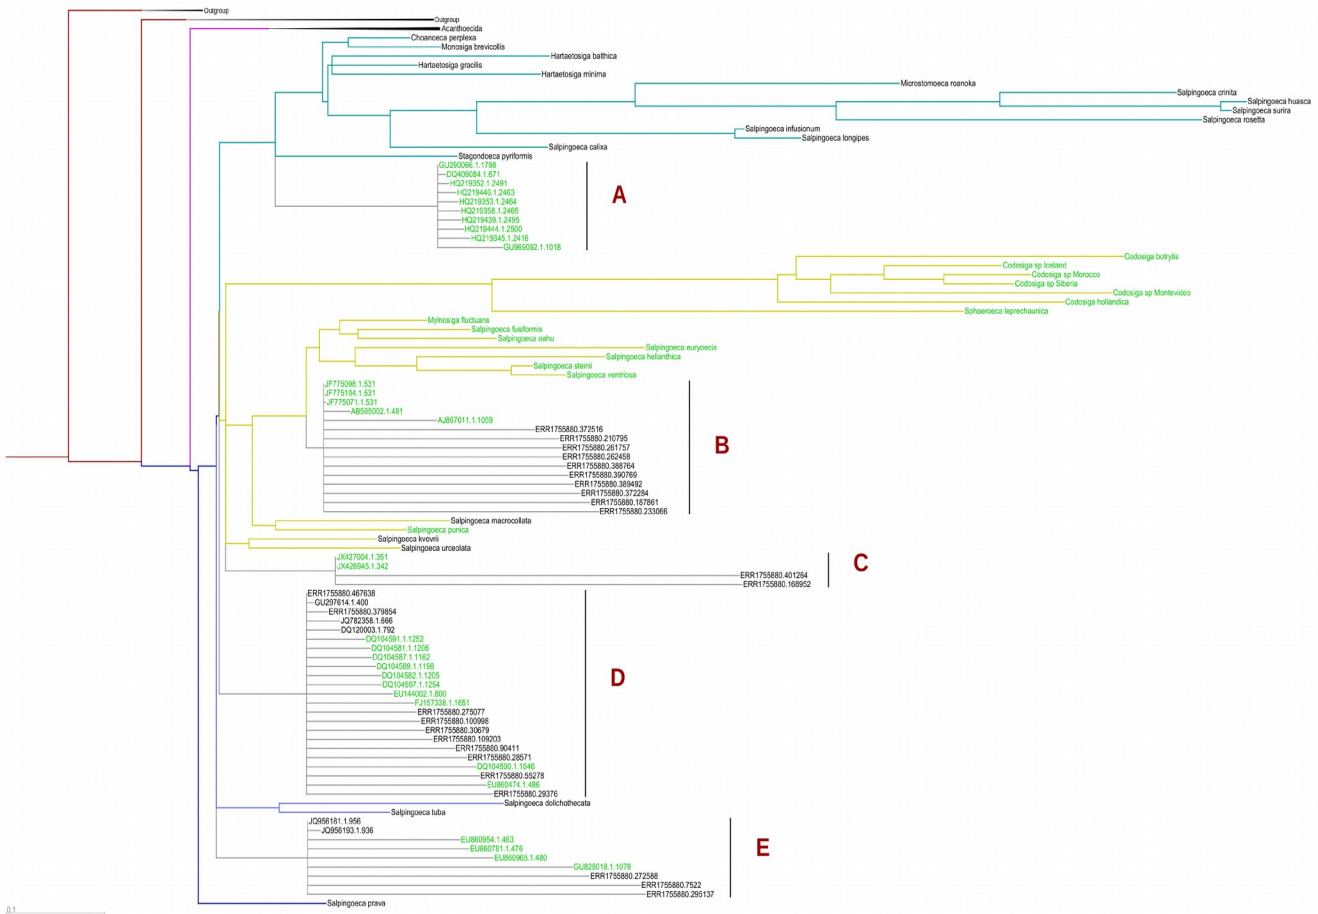 Outgroup
Outgroup
Acanthoecida
Choanoeca perplexa
Monosiga brevicollis
Hartaetosiga balthica
Hartaetosiga gracilis
Hartaetosiga minima
Microstomoeca roanoka
Salpingoeca crinita
Salpingoeca huasca
Salpingoeca surira
Salpingoeca rosetta
Salpingoeca infusionum
Salpingoeca longipes
Salpingoeca calixa
Stagondoeca pyriformis
GU290066.1.1798
DQ409084.1.671
HQ219352.1.2491
HQ219446.1.2463
HQ219353.1.2464
A
HQ219358.1.2465
HQ219439.1.2495
HQ219444.1.2500
HQ219345.1.2416
GU969092.1.1018
Codosiga botrytis
Codosiga sp Iceland
Codosiga sp Morocco
Codosiga sp Siberia
Codosiga sp Montevideo
Codosiga hollandica
Sphaeroeca leprechaunica
Mylnosiga fluctuans
Salpingoeca fusiformis
Salpingoeca oahu
Salpingoeca euryoecia
Salpingoeca helianthica
Salpingoeca steinii
Salpingoeca ventriosa
JF775098.1.531
JF775104.1.531
JF775071.1.531
AB505002.1.481
AJ867611.1.1059
ERR1755880.372516
ERR1755880.210795
B
ERR1755880.261757
ERR1755880.262458
ERR1755880.388764
ERR1755880.390769
ERR1755880.389492
ERR1755880.372284
ERR1755880.187861
ERR1755880.233066
Salpingoeca macrocollata
Salpingoeca punica
Salpingoeca kvevrii
Salpingoeca urceolata
JX427004.1.351
C
JX426945.1.342
ERR1755880.401264
ERR1755880.168952
ERR1755880.467638
GU297614.1.400
ERR1755880.379854
JQ782358.1.666
DQ120003.1.792
DQ104591.1.1252
DQ104581.1.1206
DQ104587.1.1162
DQ104589.1.1198
DQ104582.1.1205
D
DQ104597.1.1254
EU144002.1.800
FJ157338.1.1651
ERR1755880.275077
ERR1755880.100998
ERR1755880.30679
ERR1755880.109203
ERR1755880.90411
ERR1755880.28571
DQ104590.1.1046
ERR1755880.55278
EU860474.1.486
ERR1755880.29376
Salpingoeca dolichothecata
Salpingoeca tuba
JQ956181.1.956
JQ956193.1.936
EU860954.1.463
EU860781.1.476
E
EU860965.1.480
GU825018.1.1078
ERR1755880.272588
ERR1755880.7522
ERR1755880.295137
Salpingoeca prava
0.1